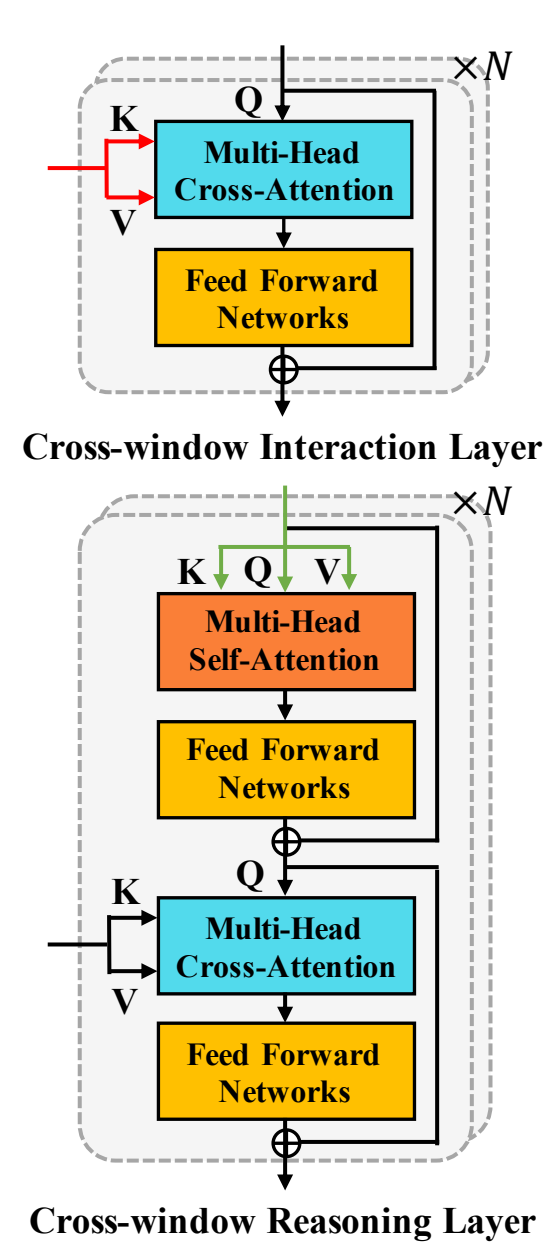 ×N
Q
K
Multi-Head
Cross-Attention
V
Feed Forward
Networks
Cross-window Interaction Layer
×N
K Q V
Multi-Head
Self-Attention
Feed Forward
Networks
Q
K
Multi-Head
Cross-Attention
V
Feed Forward
Networks
Cross-window Reasoning Layer